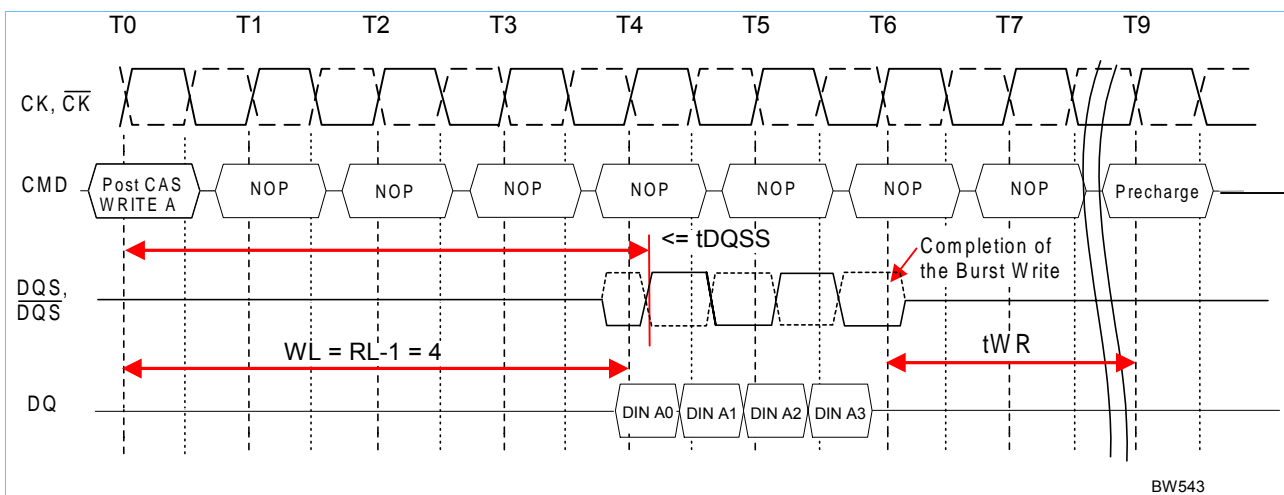 T0 T1 T2 T3 T4 T5 T6 T7 T9
CK, C̅K̅
CMD
Post CAS
WRITE A
NOP NOP NOP NOP NOP NOP NOP Precharge
<= tDQSS
Completion of
the Burst Write
DQS,
D̅Q̅S̅
WL = RL-1 = 4
tWR
DQ
DIN A0 DIN A1 DIN A2 DIN A3
BW543